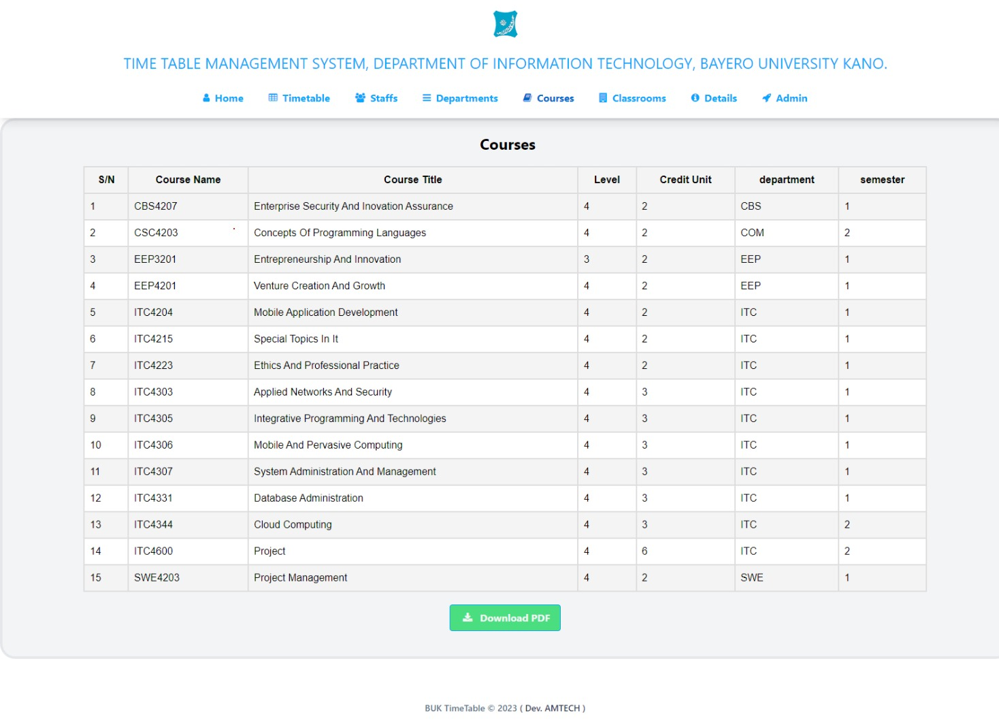 TIME TABLE MANAGEMENT SYSTEM, DEPARTMENT OF INFORMATION TECHNOLOGY, BAYERO UNIVERSITY KANO.
Home Timetable Staffs Departments Courses Classrooms Details Admin
Courses
S/N Course Name Course Title Level Credit Unit department semester
1 CBS4207 Enterprise Security And Inovation Assurance 4 2 CBS 1
2 CSC4203 Concepts Of Programming Languages 4 2 COM 2
3 EEP3201 Entrepreneurship And Innovation 3 2 EEP 1
4 EEP4201 Venture Creation And Growth 4 2 EEP 1
5 ITC4204 Mobile Application Development 4 2 ITC 1
6 ITC4215 Special Topics In It 4 2 ITC 1
7 ITC4223 Ethics And Professional Practice 4 2 ITC 1
8 ITC4303 Applied Networks And Security 4 3 ITC 1
9 ITC4305 Integrative Programming And Technologies 4 3 ITC 1
10 ITC4306 Mobile And Pervasive Computing 4 3 ITC 1
11 ITC4307 System Administration And Management 4 3 ITC 1
12 ITC4331 Database Administration 4 3 ITC 1
13 ITC4344 Cloud Computing 4 3 ITC 2
14 ITC4600 Project 4 6 ITC 2
15 SWE4203 Project Management 4 2 SWE 1
Download PDF
BUK TimeTable © 2023 ( Dev. AMTECH )